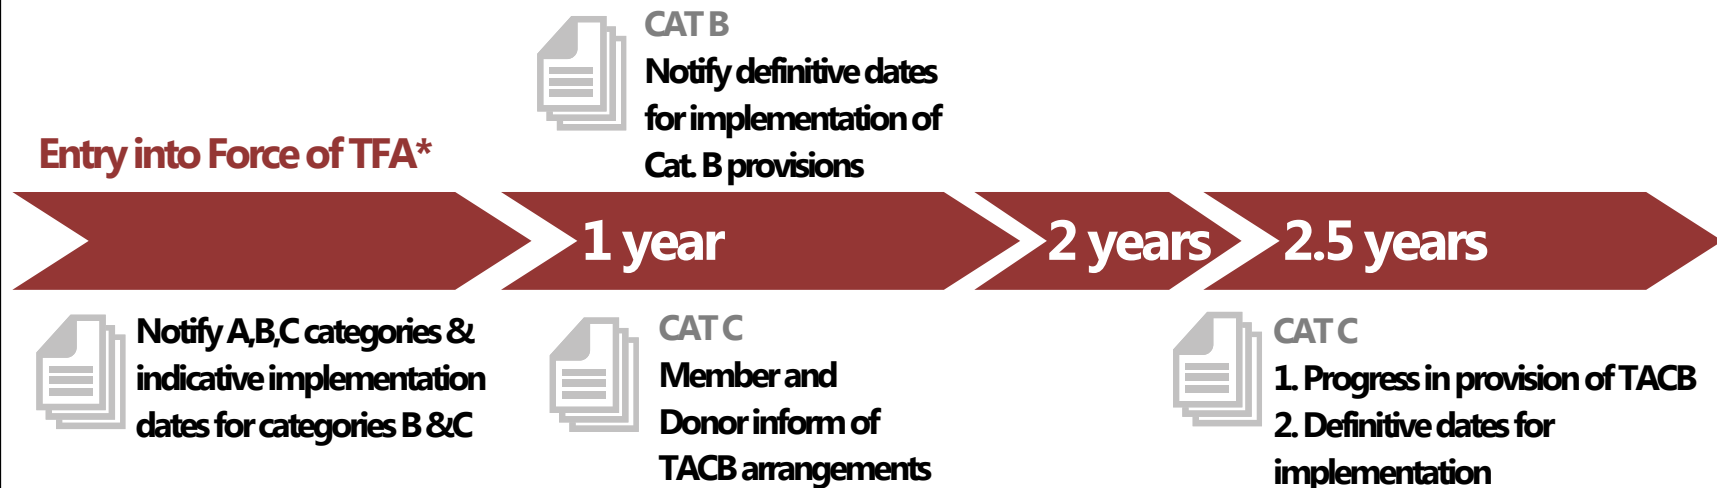 CAT B
Notify definitive dates
for implementation of
Cat. B provisions
Entry into Force of TFA*
1 year
2 years
2.5 years
Notify A,B,C categories &
indicative implementation
dates for categories B &C
CAT C
Member and
Donor inform of
TACB arrangements
CAT C
1. Progress in provision of TACB
2. Definitive dates for
implementation